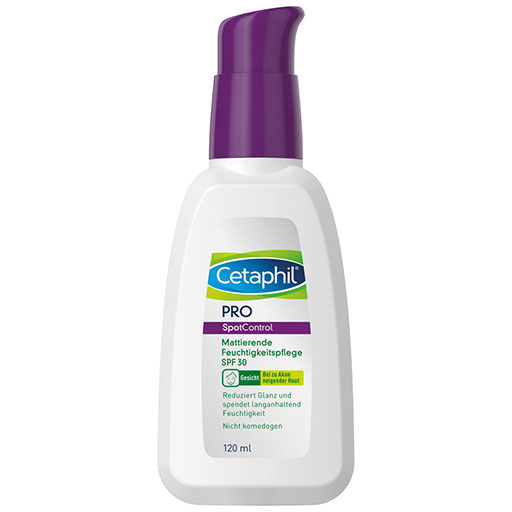 Cetaphil®
PRO
SpotControl
Mattierende
Feuchtigkeitspflege
SPF 30
Gesicht
Bei zu Akne
neigender Haut
Reduziert Glanz und
spendet langanhaltend
Feuchtigkeit
Nicht komedogen
120 ml